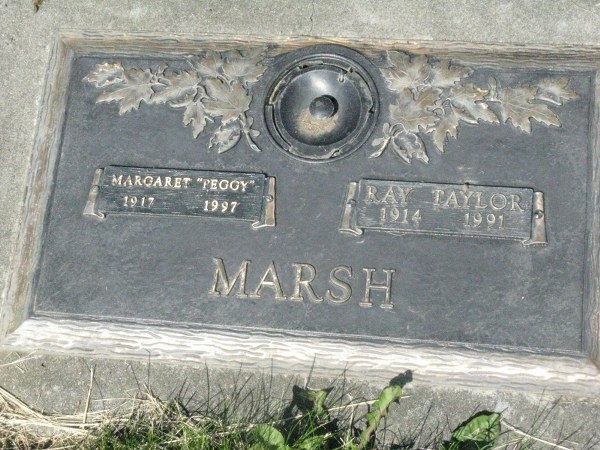 MARGARET "PEGGY"
1917 1997
RAY TAYLOR
1914 1991
MARSH